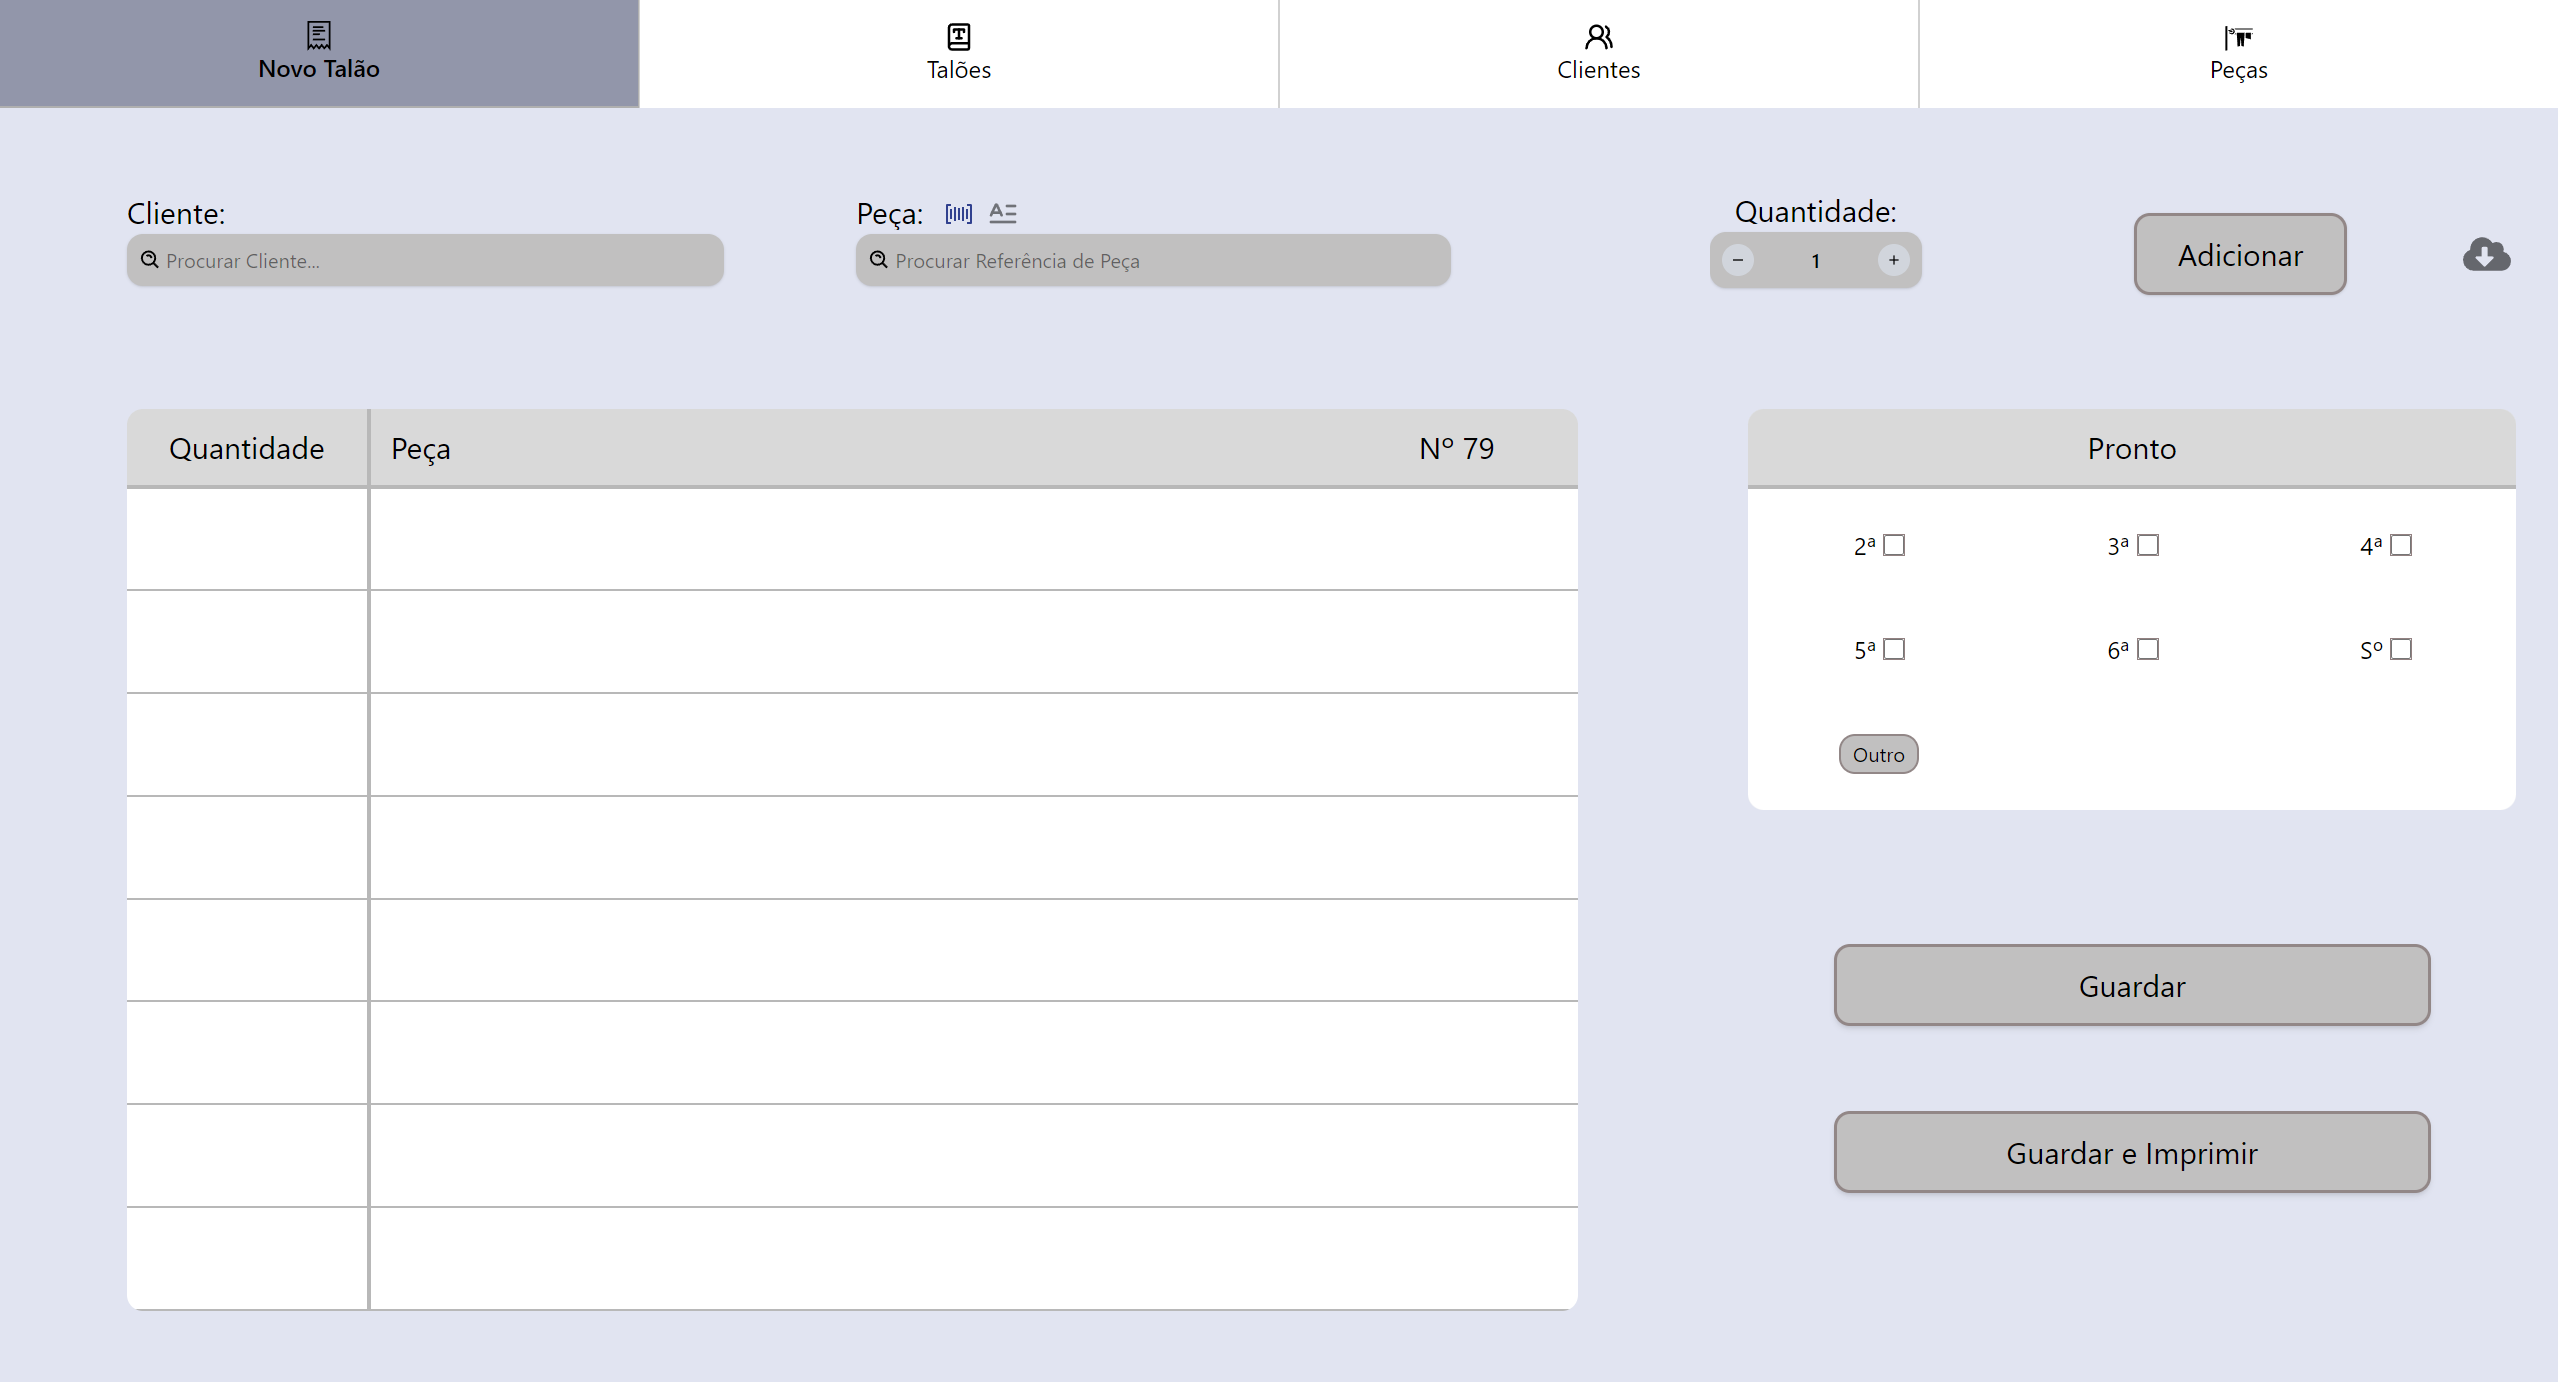 Novo Talão
Talões
Clientes
Peças
Cliente:
Procurar Cliente...
Peça:
Procurar Referência de Peça
Quantidade:
− 1 +
Adicionar
Quantidade
Peça
Nº 79
Pronto
2ª
3ª
4ª
5ª
6ª
Sº
Outro
Guardar
Guardar e Imprimir